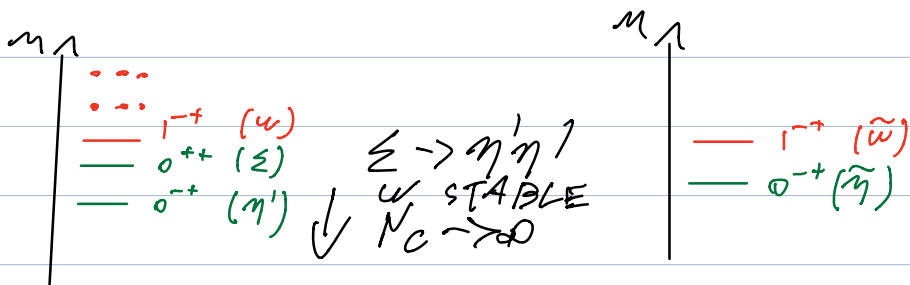 M
1⁻⁺ (ω)
0⁺⁺ (Σ)
0⁻⁺ (η')
Σ -> η'η'
ω STABLE
↓ N_C -> ∞
M
1⁻⁺ (ω̃)
0⁻⁺ (η̃)